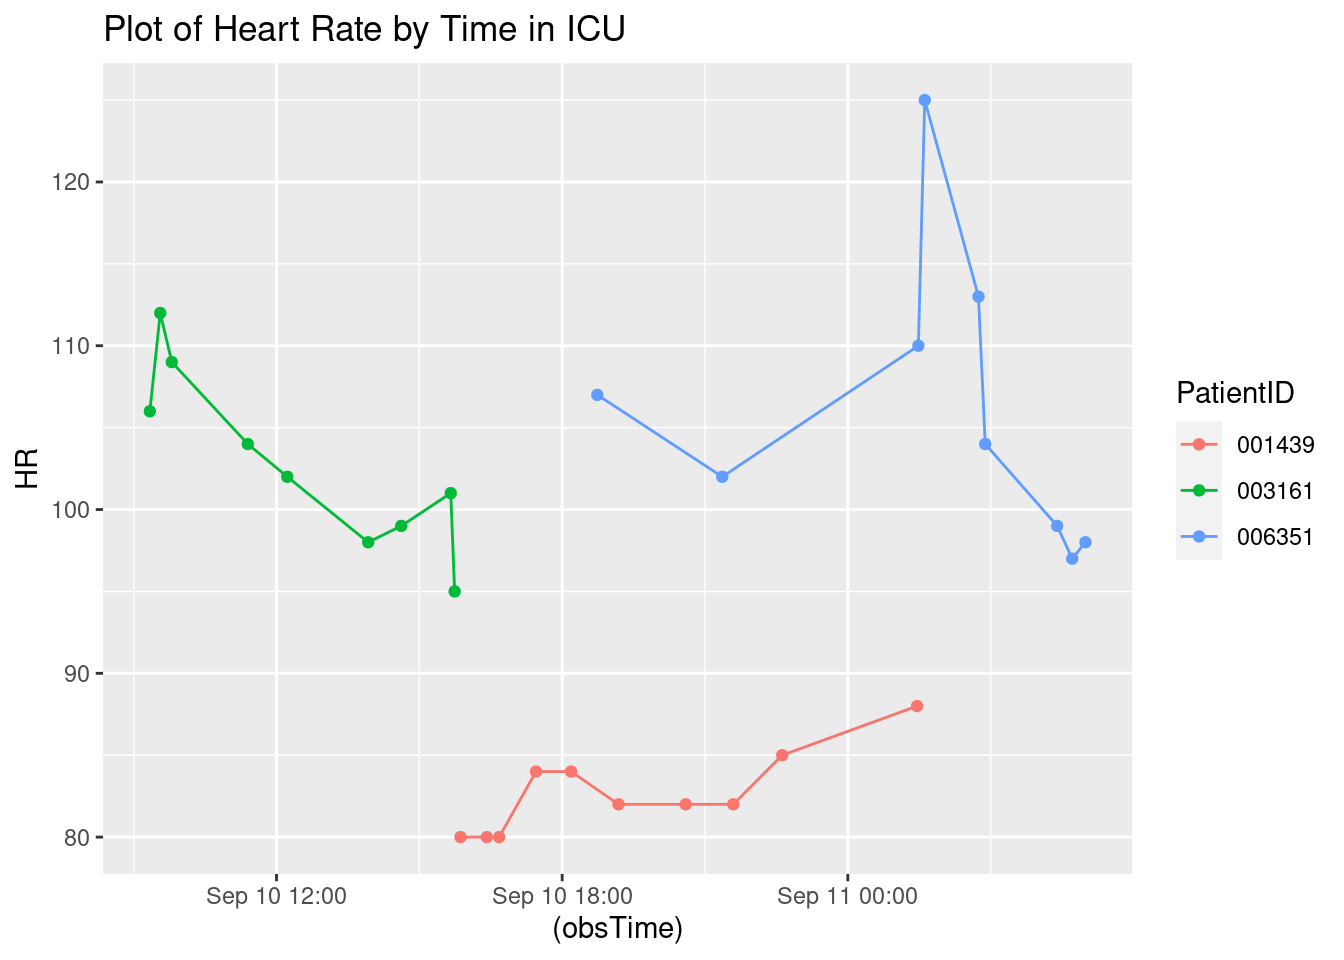 Plot of Heart Rate by Time in ICU
120
110
100
90
80
HR
Sep 10 12:00
Sep 10 18:00
Sep 11 00:00
(obsTime)
PatientID
001439
003161
006351